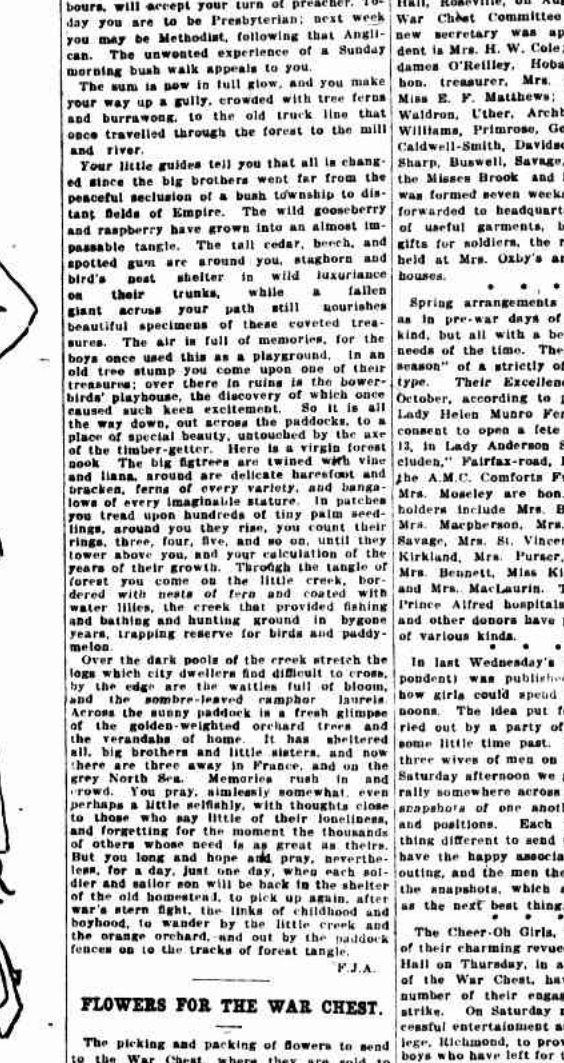 bours, will accept your turn of preacher. To-
day you are to be Presbyterian; next week
you may be Methodist, following that Angli-
can. The unwonted experience of a Sunday
morning bush walk appeals to you.
The sun is now in full glow, and you make
your way up a gully, crowded with tree ferns
and burrawong, to the old truck line that
once travelled through the forest to the mill
and river.
Your little guides tell you that all is chang-
ed since the big brothers went far from the
peaceful seclusion of a bush township to dis-
tant fields of Empire. The wild gooseberry
and raspberry have grown into an almost im-
passable tangle. The tall cedar, beech, and
spotted gum are around you, staghorn and
bird's nest shelter in wild luxuriance
on their trunks, while a fallen
giant across your path still nourishes
beautiful specimens of these coveted trea-
sures. The air is full of memories, for the
boys once used this as a playground. In an
old tree stump you come upon one of their
treasures; over there in ruins is the bower-
birds' playhouse, the discovery of which once
caused such keen excitement. So it is all
the way down, out across the paddocks, to a
place of special beauty, untouched by the axe
of the timber-getter. Here is a virgin forest
nook The big figtrees are twined with vine
and liana, around are delicate haresfoot and
bracken, ferns of every variety, and banga-
lows of every imaginable stature. In patches
you tread upon hundreds of tiny palm seed-
lings, around you they rise, you count their
rings, three, four, five, and so on, until they
tower above you, and your calculation of the
years of their growth. Through the tangle of
forest you come on the little creek, bor-
dered with nests of fern and coated with
water lilies, the creek that provided fishing
and bathing and hunting ground in bygone
years, trapping reserve for birds and paddy-
melon.
Over the dark pools of the creek stretch the
logs which city dwellers find difficult to cross,
by the edge are the wattles full of bloom,
and the sombre-leaved camphor laurels.
Across the sunny paddock is a fresh glimpse
of the golden-weighted orchard trees and
the verandahs of home. It has sheltered
all, big brothers and little sisters, and now
there are three away in France, and on the
grey North Sea. Memories rush in and
crowd. You pray, aimlessly somewhat, even
perhaps a little selfishly, with thoughts close
to those who say little of their loneliness,
and forgetting for the moment the thousands
of others whose need is as great as theirs.
But you long and hope and pray, neverthe-
less, for a day, just one day, when each sol-
dier and sailor son will be back in the shelter
of the old homestead, to pick up again, after
war's stern fight, the links of childhood and
boyhood, to wander by the little creek and
the orange orchard, and out by the paddock
fences on to the tracks of forest tangle.
F.J.A.
FLOWERS FOR THE WAR CHEST.
The picking and packing of flowers to send
to the War Chest, where they are sold to
Hall, Roseville, on Au
War Chest Committee
new secretary was ap
dent is Mrs. H. W. Cole;
dames O'Reilley, Hoba
hon. treasurer, Mrs.
Miss E. F. Matthews;
Waldron, Uther, Archb
Williams, Primrose, Ge
Caldwell-Smith, Davids
Sharp, Buswell, Savage,
the Misses Brook and
was formed seven week
forwarded to headquart
of useful garments,
gifts for soldiers, the r
held at Mrs. Oxby's a
houses.
Spring arrangements
as in pre-war days of
kind, but all with a be
needs of the time. The
season" of a strictly of
type. Their Excellen
October, according to
Lady Helen Munro Fer
consent to open a fete
13, in Lady Anderson S
cluden," Fairfax-road,
the A.M.C. Comforts F
Mrs. Moseley are hon.
holders include Mrs. B
Mrs. Macpherson, Mrs.
Savage, Mrs. St. Vincen
Kirkland, Mrs. Purser,
Mrs. Bennett, Miss Ki
and Mrs. MacLaurin. T
Prince Alfred hospitals
and other donors have
of various kinds.
In last Wednesday's
pondent) was publishe
how girls could spend
noons. The idea put f
ried out by a party of
some little time past.
three wives of men on
Saturday afternoon we
rally somewhere across
snapshots of one anot
and positions. Each
thing different to send
have the happy associa
outing, and the men the
the snapshots, which a
as the next best thing.
The Cheer-Oh Girls,
of their charming revue
Hall on Thursday, in a
of the War Chest, ha
number of their engag
strike. On Saturday
cessful entertainment a
lege, Richmond, to pro
boys who have left for